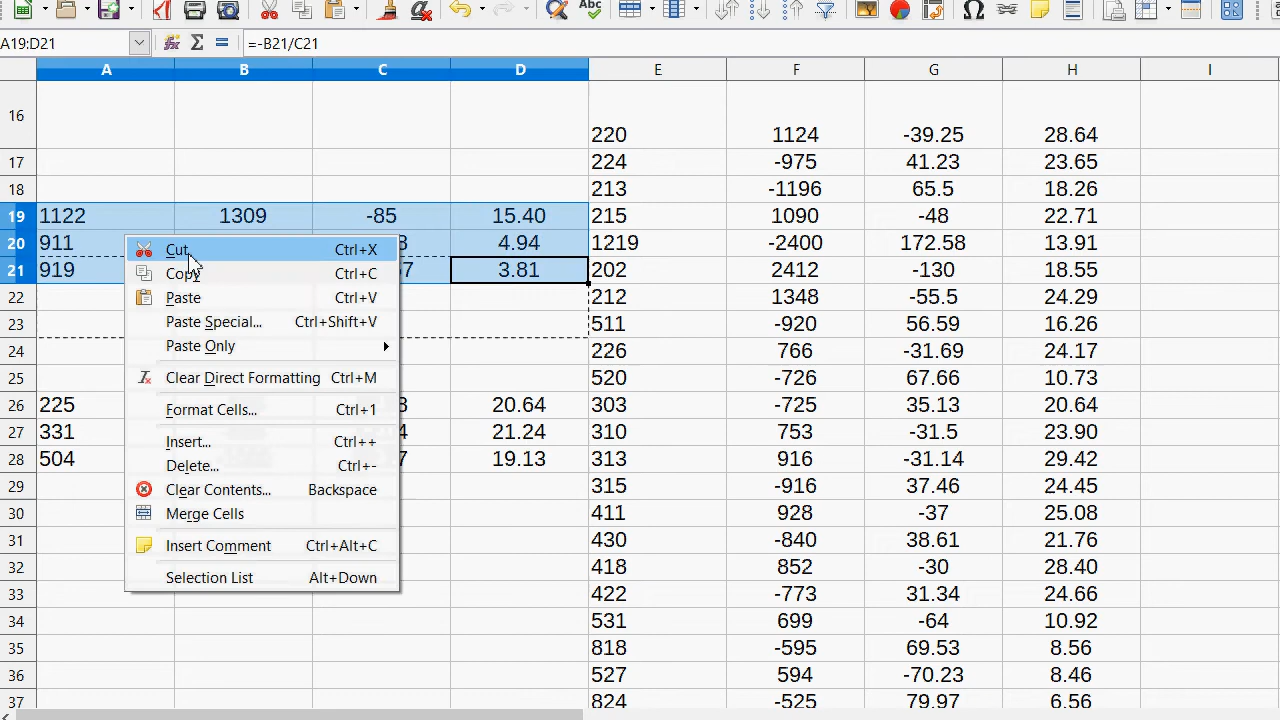 Abc
A19:D21 =-B21/C21
A B C D E F G H I
16 220 1124 -39.25 28.64
17 224 -975 41.23 23.65
18 213 -1196 65.5 18.26
19 1122 1309 -85 15.40 215 1090 -48 22.71
20 911 8 4.94 1219 -2400 172.58 13.91
21 919 7 3.81 202 2412 -130 18.55
22 212 1348 -55.5 24.29
23 511 -920 56.59 16.26
24 226 766 -31.69 24.17
25 520 -726 67.66 10.73
26 225 8 20.64 303 -725 35.13 20.64
27 331 4 21.24 310 753 -31.5 23.90
28 504 7 19.13 313 916 -31.14 29.42
29 315 -916 37.46 24.45
30 411 928 -37 25.08
31 430 -840 38.61 21.76
32 418 852 -30 28.40
33 422 -773 31.34 24.66
34 531 699 -64 10.92
35 818 -595 69.53 8.56
36 527 594 -70.23 8.46
37 824 -525 79.97 6.56
Cut Ctrl+X
Copy Ctrl+C
Paste Ctrl+V
Paste Special... Ctrl+Shift+V
Paste Only
Clear Direct Formatting Ctrl+M
Format Cells... Ctrl+1
Insert... Ctrl++
Delete... Ctrl+-
Clear Contents... Backspace
Merge Cells
Insert Comment Ctrl+Alt+C
Selection List Alt+Down